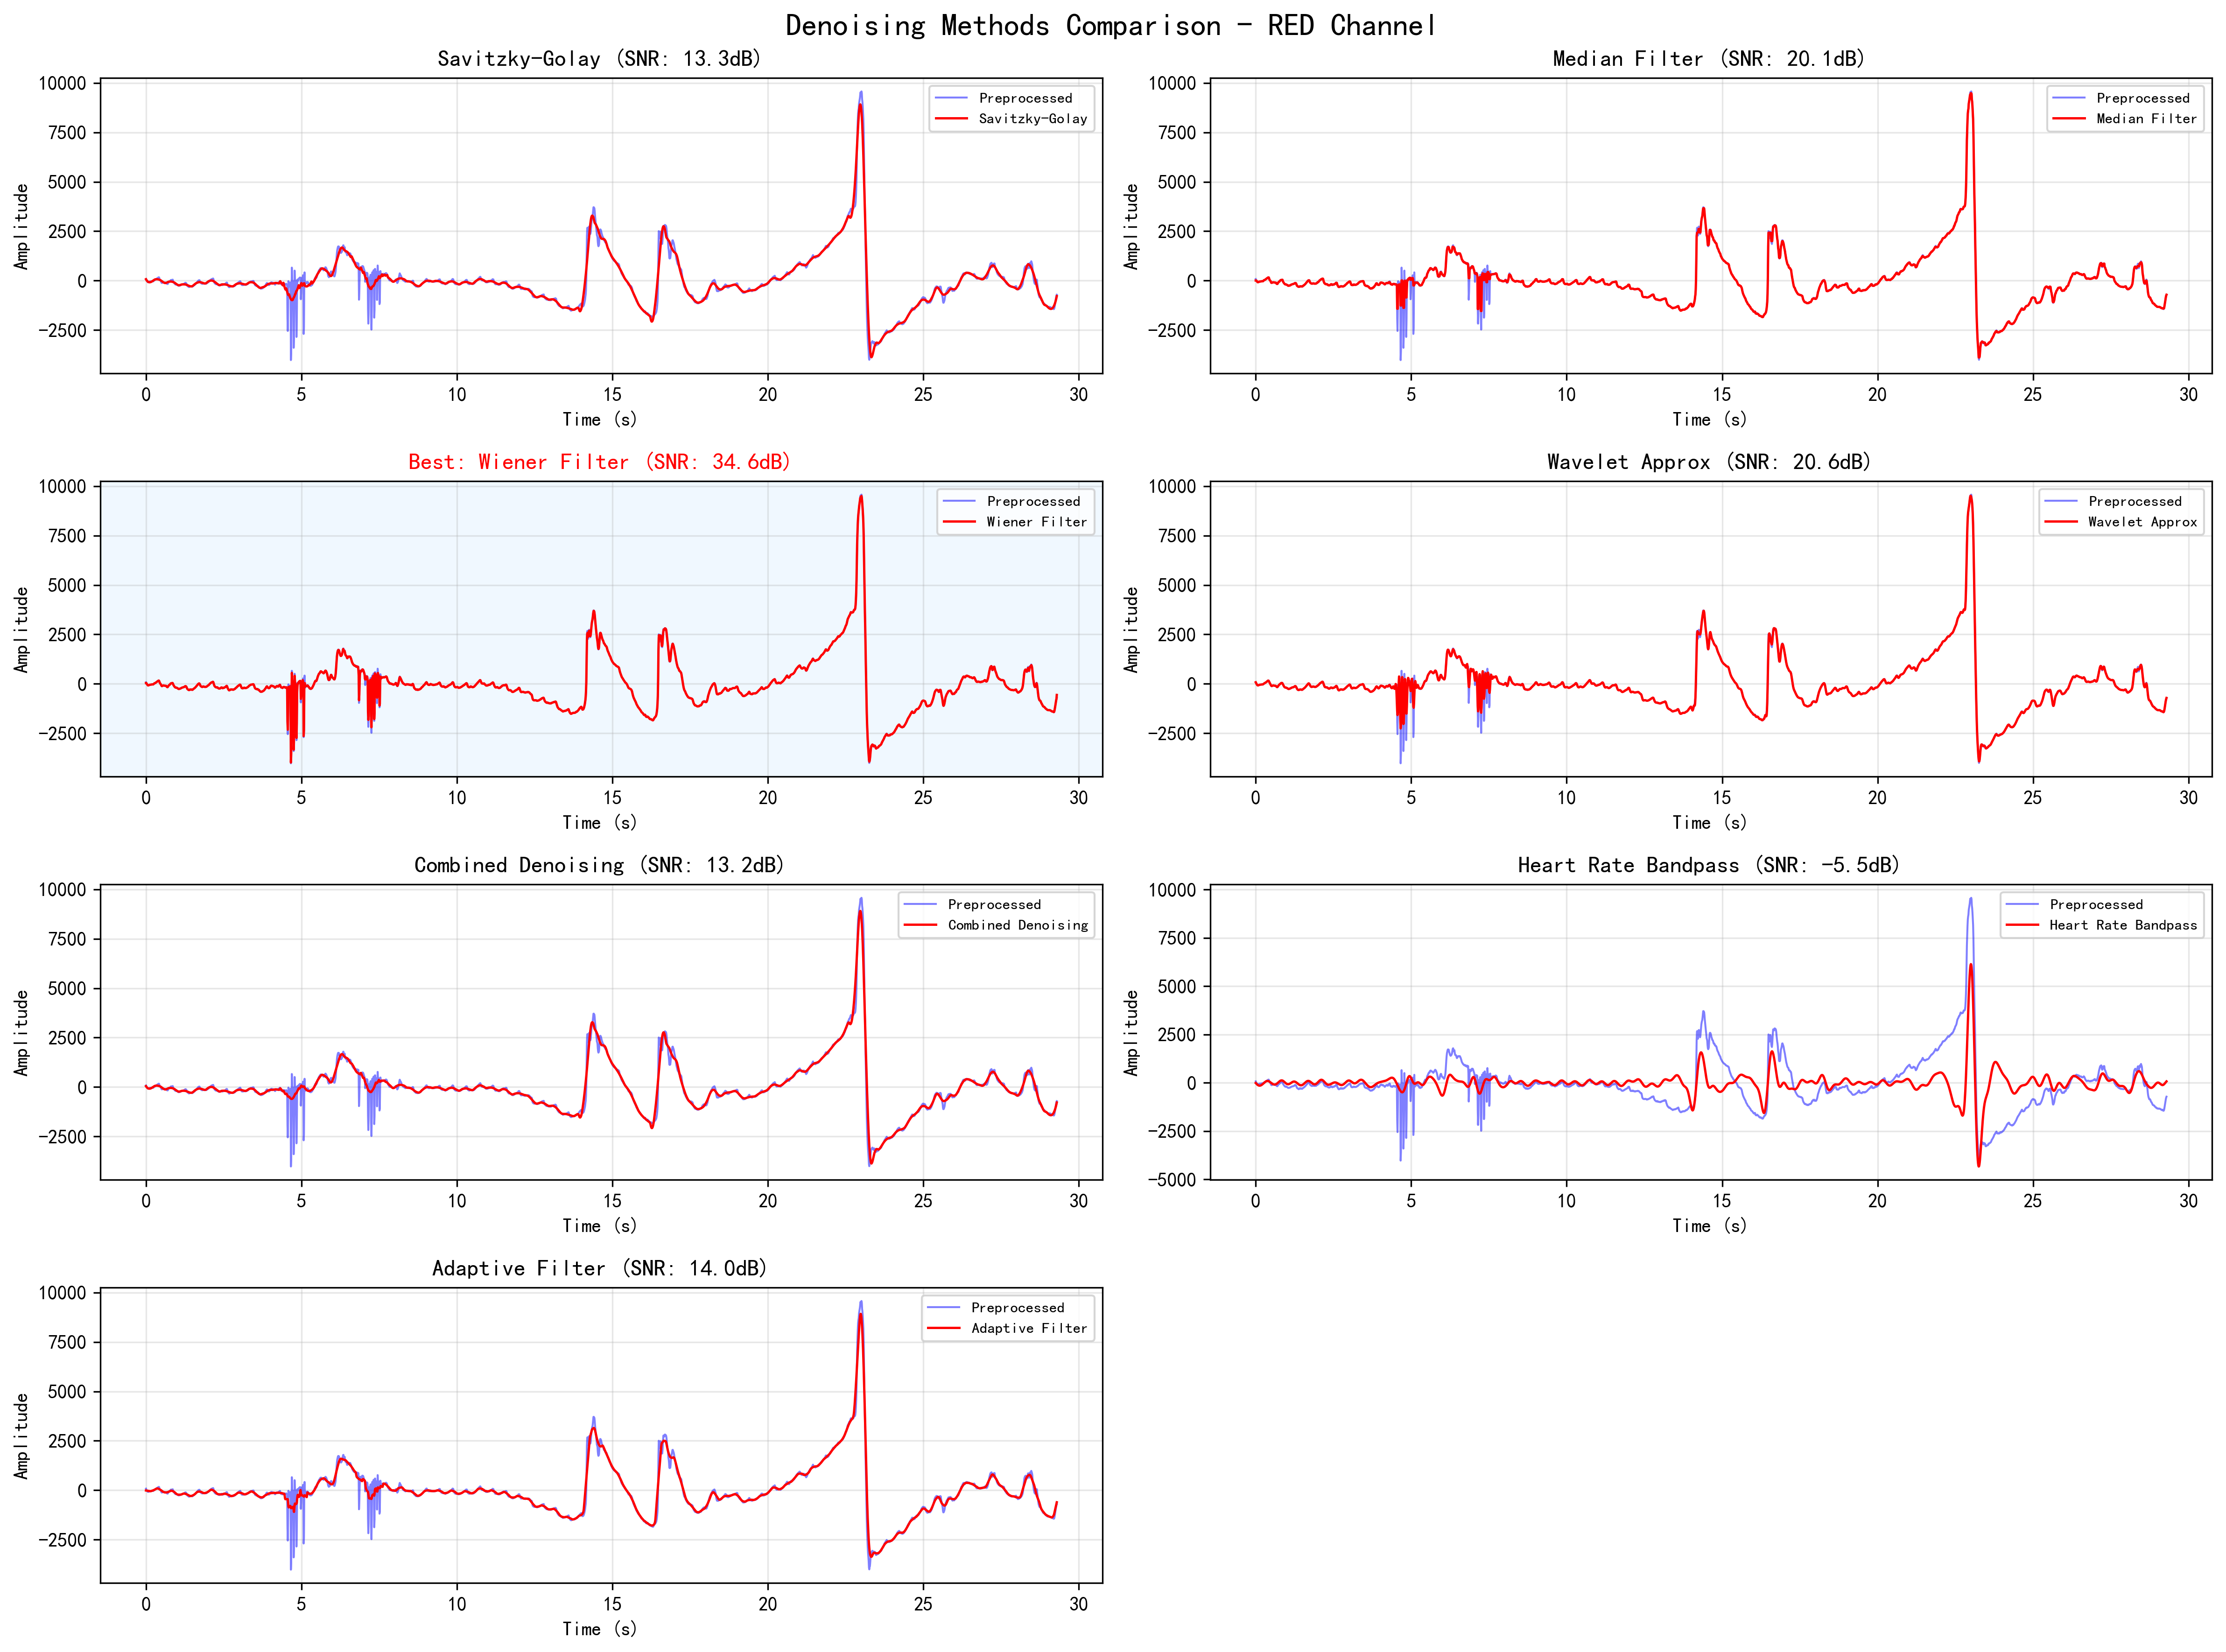 Denoising Methods Comparison - RED Channel
Savitzky-Golay (SNR: 13.3dB)
10000
7500
5000
2500
0
-2500
Amplitude
Preprocessed
Savitzky-Golay
0 5 10 15 20 25 30
Time (s)
Median Filter (SNR: 20.1dB)
10000
7500
5000
2500
0
-2500
Amplitude
Preprocessed
Median Filter
0 5 10 15 20 25 30
Time (s)
Best: Wiener Filter (SNR: 34.6dB)
10000
7500
5000
2500
0
-2500
Amplitude
Preprocessed
Wiener Filter
0 5 10 15 20 25 30
Time (s)
Wavelet Approx (SNR: 20.6dB)
10000
7500
5000
2500
0
-2500
Amplitude
Preprocessed
Wavelet Approx
0 5 10 15 20 25 30
Time (s)
Combined Denoising (SNR: 13.2dB)
10000
7500
5000
2500
0
-2500
Amplitude
Preprocessed
Combined Denoising
0 5 10 15 20 25 30
Time (s)
Heart Rate Bandpass (SNR: -5.5dB)
10000
7500
5000
2500
0
-2500
-5000
Amplitude
Preprocessed
Heart Rate Bandpass
0 5 10 15 20 25 30
Time (s)
Adaptive Filter (SNR: 14.0dB)
10000
7500
5000
2500
0
-2500
Amplitude
Preprocessed
Adaptive Filter
0 5 10 15 20 25 30
Time (s)